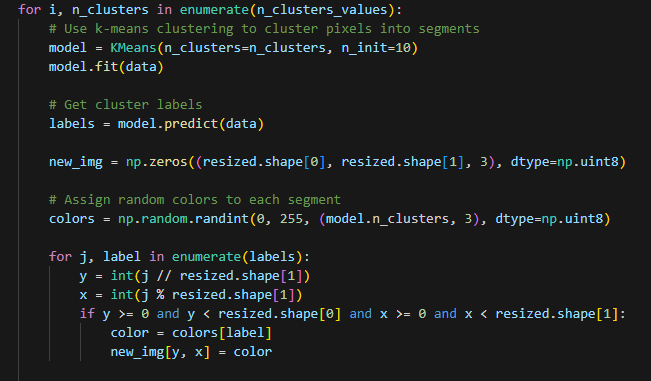 for i, n_clusters in enumerate(n_clusters_values):
    # Use k-means clustering to cluster pixels into segments
    model = KMeans(n_clusters=n_clusters, n_init=10)
    model.fit(data)

    # Get cluster labels
    labels = model.predict(data)

    new_img = np.zeros((resized.shape[0], resized.shape[1], 3), dtype=np.uint8)

    # Assign random colors to each segment
    colors = np.random.randint(0, 255, (model.n_clusters, 3), dtype=np.uint8)

    for j, label in enumerate(labels):
        y = int(j // resized.shape[1])
        x = int(j % resized.shape[1])
        if y >= 0 and y < resized.shape[0] and x >= 0 and x < resized.shape[1]:
            color = colors[label]
            new_img[y, x] = color